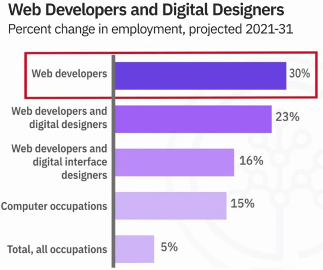 Web Developers and Digital Designers
Percent change in employment, projected 2021-31
Web developers
30%
Web developers and
digital designers
23%
Web developers and
digital interface
designers
16%
Computer occupations
15%
Total, all occupations
5%